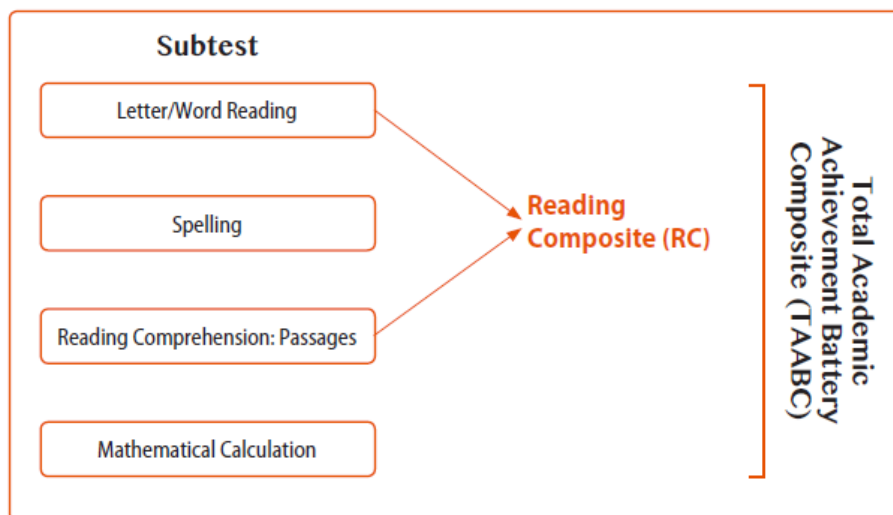 Subtest
Letter/Word Reading
Spelling
Reading Comprehension: Passages
Mathematical Calculation
Reading
Composite (RC)
Total Academic
Achievement Battery
Composite (TAABC)